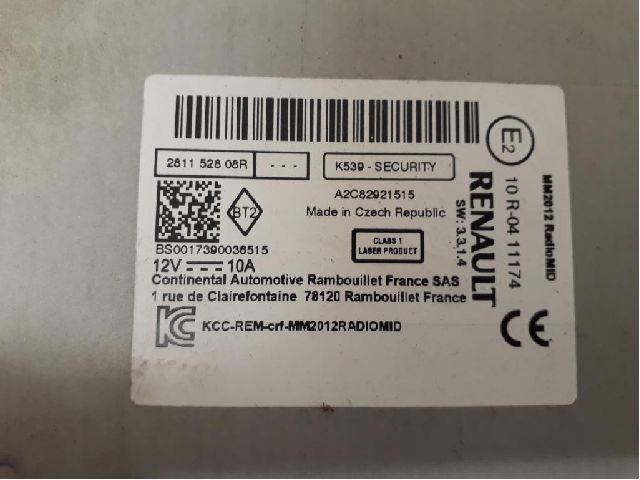 2811 528 08R
- - -
K539 - SECURITY
A2C82921515
Made in Czech Republic
BT2
CLASS 1
LASER PRODUCT
BS0017390036515
12V 10A
Continental Automotive Rambouillet France SAS
1 rue de Clairefontaine 78120 Rambouillet France
KC
KCC-REM-crf-MM2012RADIOMID
E2
MM2012 RadioMID
10 R-04 11174
RENAULT
SW: 3.3.1.4
CE